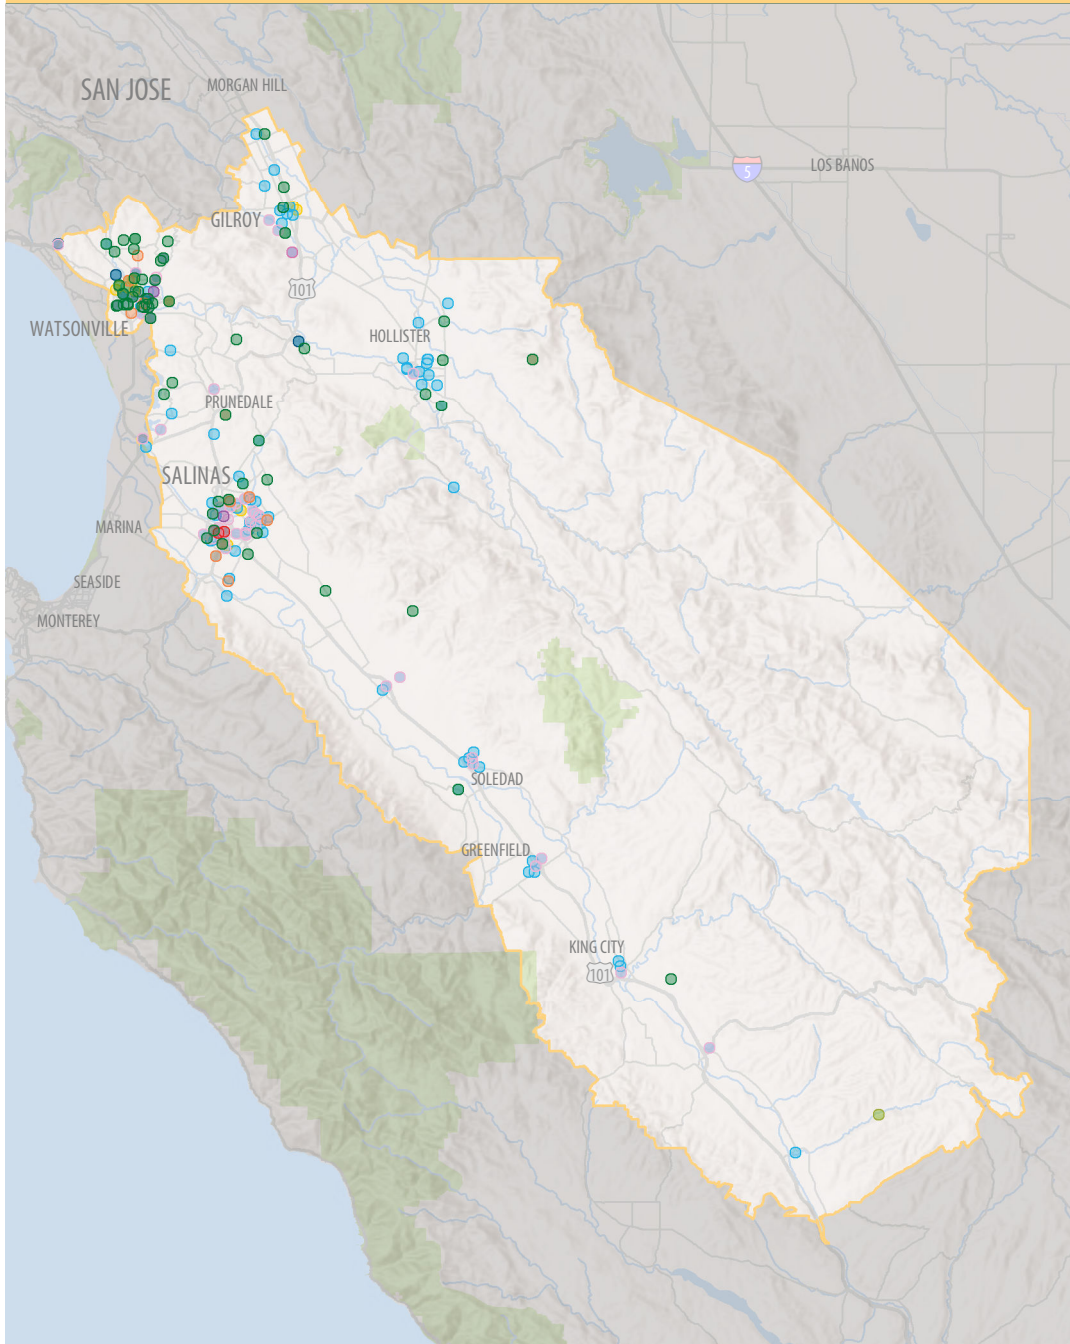 SAN JOSE
MORGAN HILL
5
LOS BANOS
GILROY
101
WATSONVILLE
HOLLISTER
PRUNEDALE
SALINAS
MARINA
SEASIDE
MONTEREY
SOLEDAD
GREENFIELD
KING CITY
101